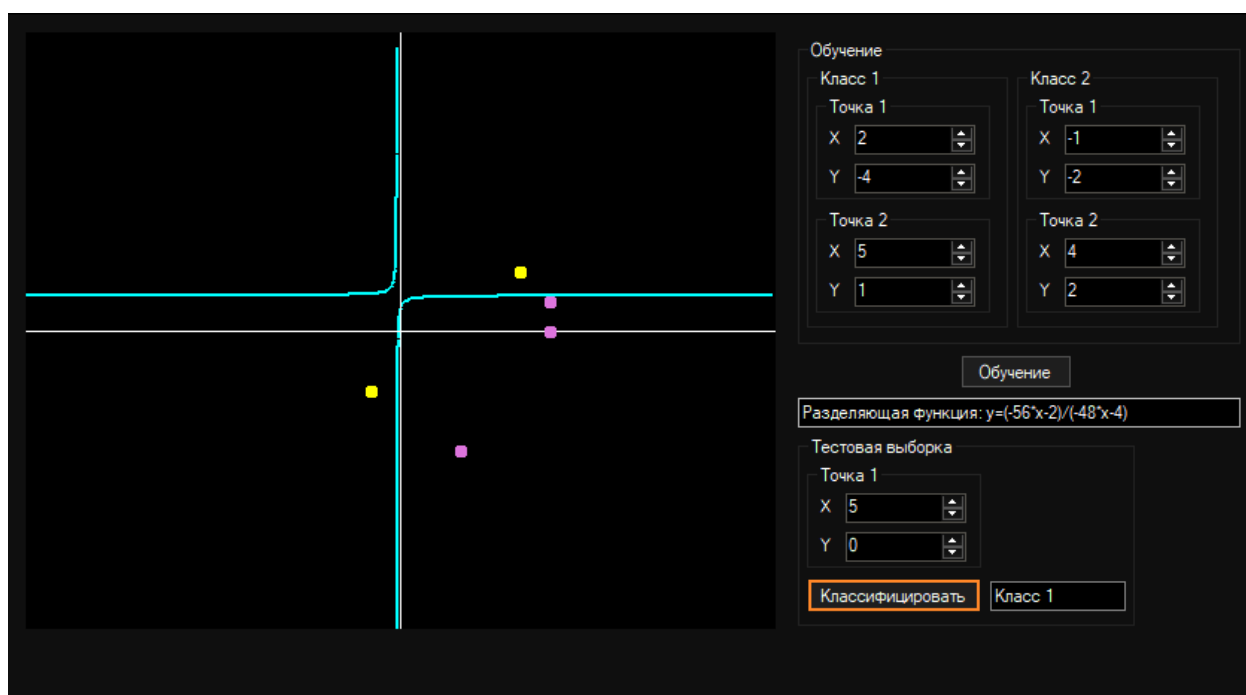 Обучение
Класс 1
Класс 2
Точка 1
Точка 1
X 2
X -1
Y -4
Y -2
Точка 2
Точка 2
X 5
X 4
Y 1
Y 2
Обучение
Разделяющая функция: y=(-56*x-2)/(-48*x-4)
Тестовая выборка
Точка 1
X 5
Y 0
Классифицировать
Класс 1